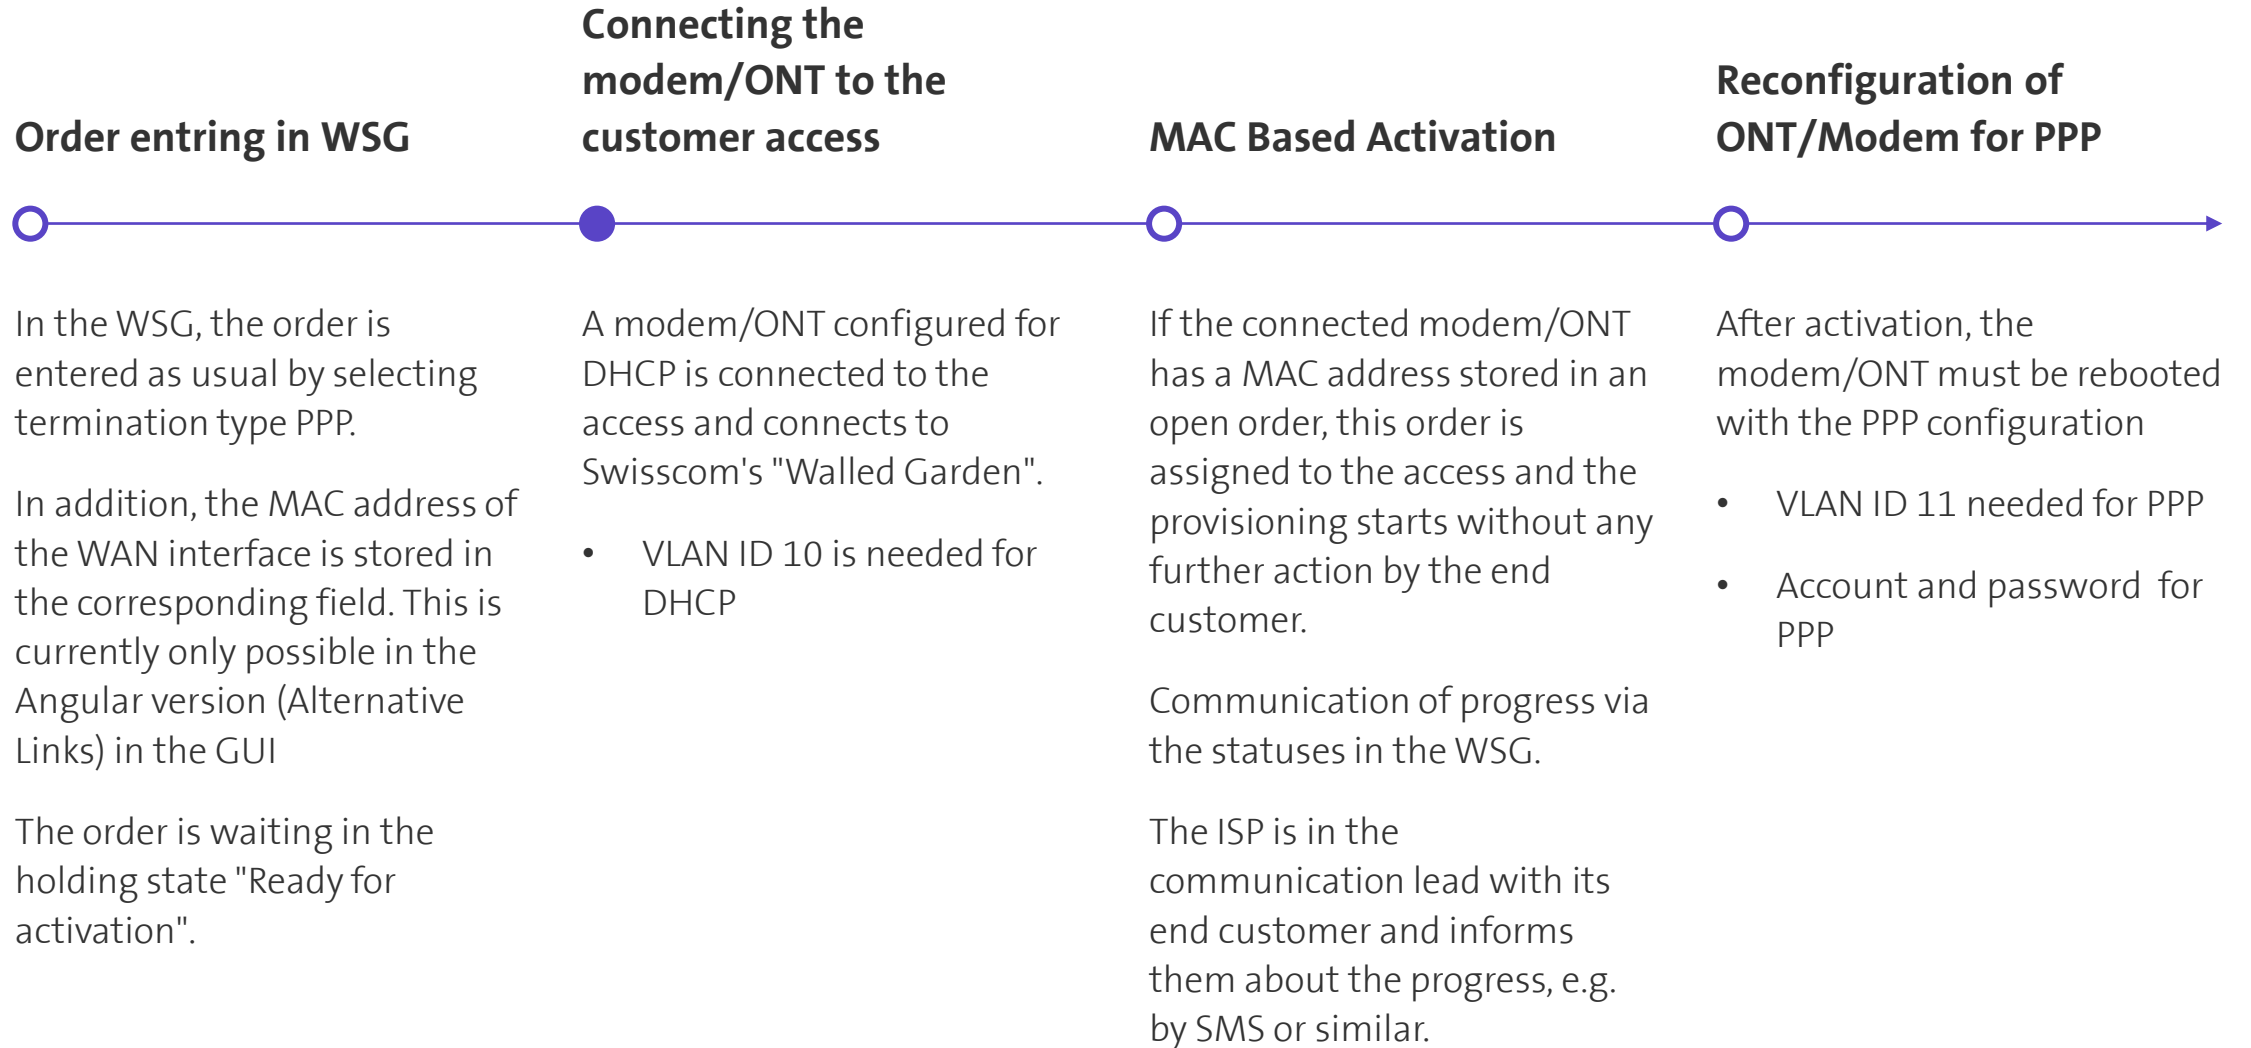 Order entring in WSG
Connecting the
modem/ONT to the
customer access
MAC Based Activation
Reconfiguration of
ONT/Modem for PPP
In the WSG, the order is
entered as usual by selecting
termination type PPP.
In addition, the MAC address of
the WAN interface is stored in
the corresponding field. This is
currently only possible in the
Angular version (Alternative
Links) in the GUI
The order is waiting in the
holding state "Ready for
activation".
A modem/ONT configured for
DHCP is connected to the
access and connects to
Swisscom's "Walled Garden".
• VLAN ID 10 is needed for
DHCP
If the connected modem/ONT
has a MAC address stored in an
open order, this order is
assigned to the access and the
provisioning starts without any
further action by the end
customer.
Communication of progress via
the statuses in the WSG.
The ISP is in the
communication lead with its
end customer and informs
them about the progress, e.g.
by SMS or similar.
After activation, the
modem/ONT must be rebooted
with the PPP configuration
• VLAN ID 11 needed for PPP
• Account and password  for
PPP